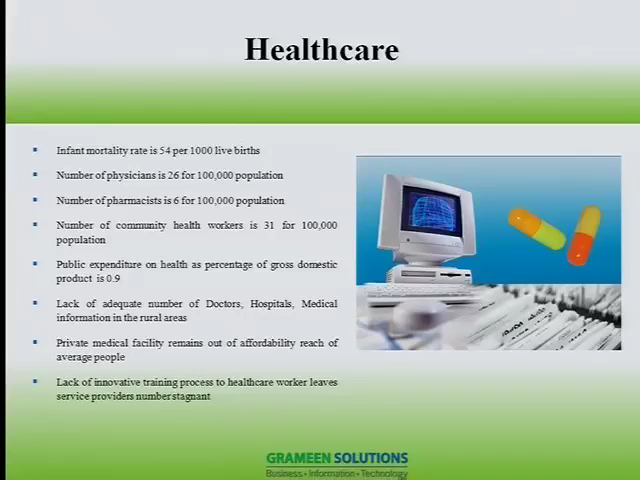 Healthcare
Infant mortality rate is 54 per 1000 live births
Number of physicians is 26 for 100,000 population
Number of pharmacists is 6 for 100,000 population
Number of community health workers is 31 for 100,000
population
Public expenditure on health as percentage of gross domestic
product is 0.9
Lack of adequate number of Doctors, Hospitals, Medical
information in the rural areas
Private medical facility remains out of affordability reach of
average people
Lack of innovative training process to healthcare worker leaves
service providers number stagnant
GRAMEEN SOLUTIONS
Business • Information • Technology